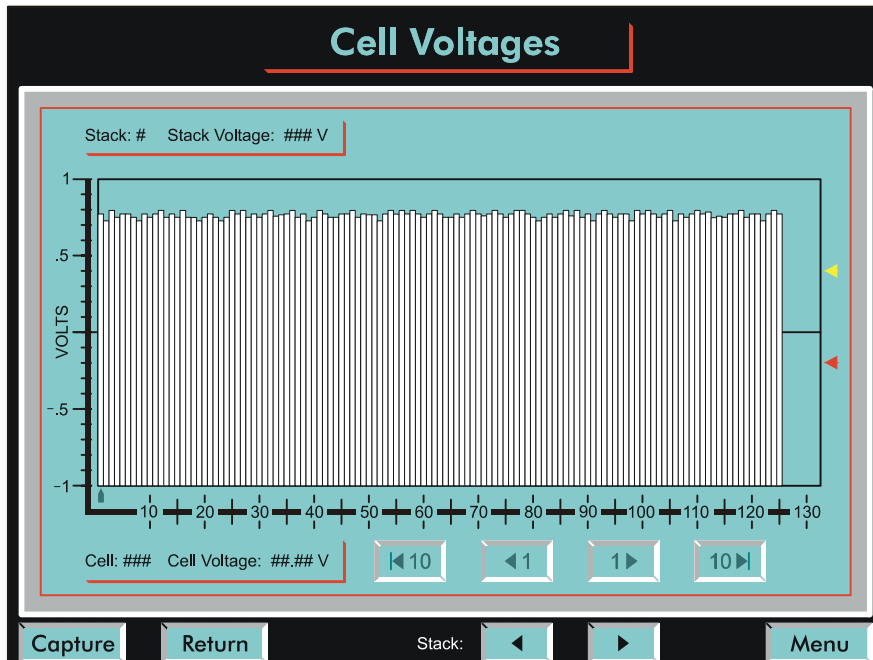 Cell Voltages
Stack: # Stack Voltage: ### V
1
.5
VOLTS
-.5
-1
10 20 30 40 50 60 70 80 90 100 110 120 130
Cell: ### Cell Voltage: ##.## V 10 1 1 10
Capture Return Stack: Menu